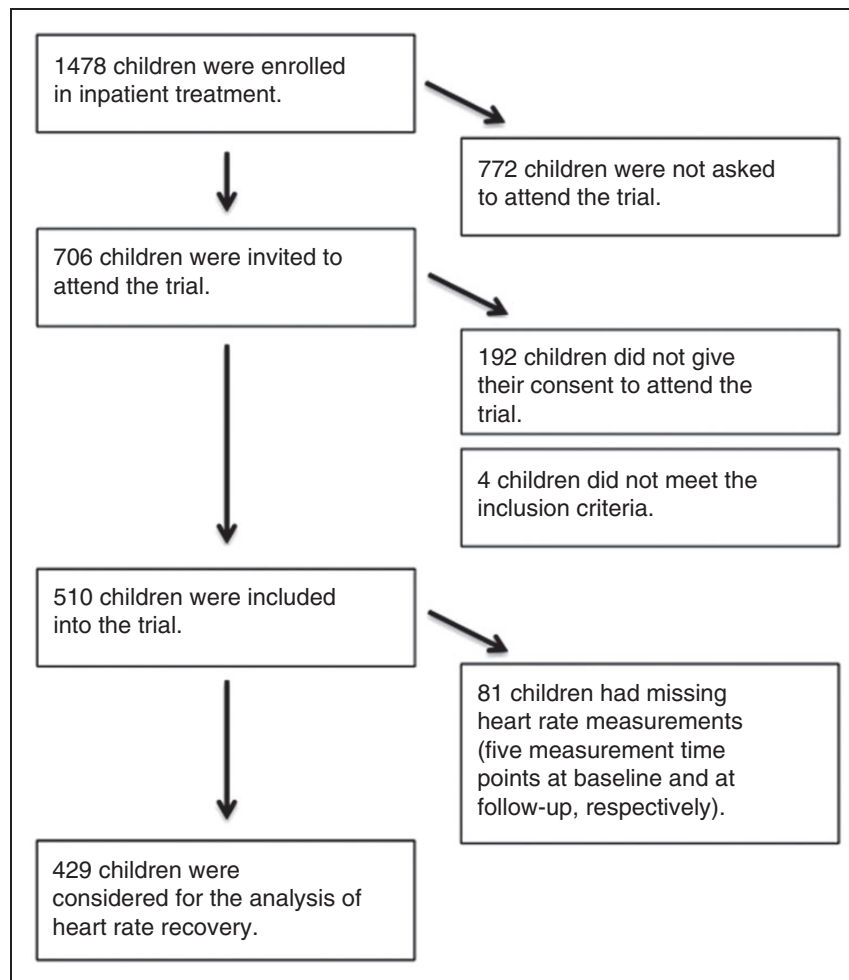 1478 children were enrolled
in inpatient treatment.
772 children were not asked
to attend the trial.
706 children were invited to
attend the trial.
192 children did not give
their consent to attend the
trial.
4 children did not meet the
inclusion criteria.
510 children were included
into the trial.
81 children had missing
heart rate measurements
(five measurement time
points at baseline and at
follow-up, respectively).
429 children were
considered for the analysis of
heart rate recovery.